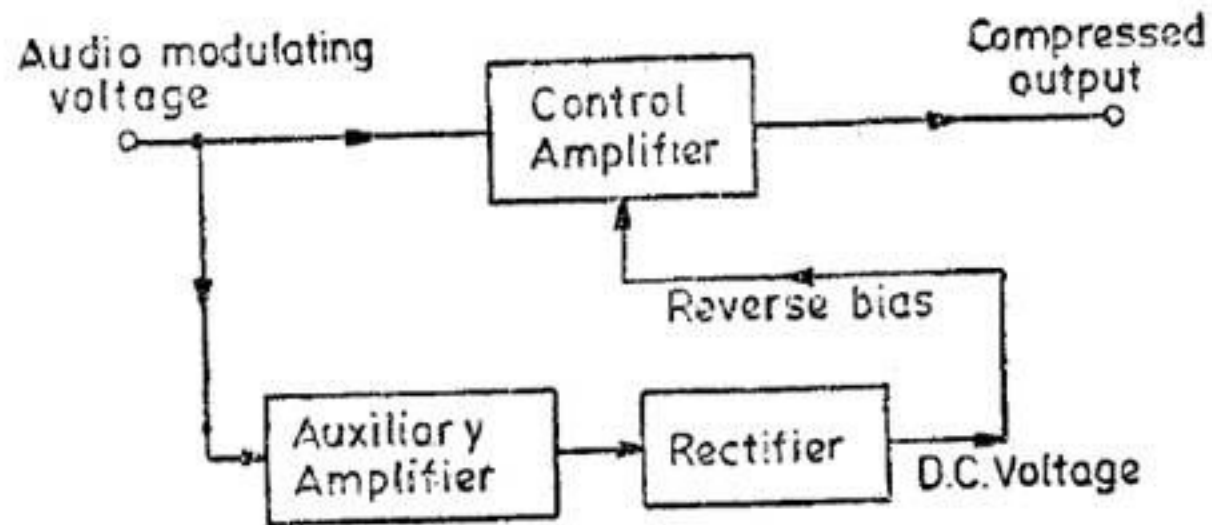 Audio modulating
voltage
Control
Amplifier
Compressed
output
Reverse bias
Auxiliary
Amplifier
Rectifier
D.C. Voltage